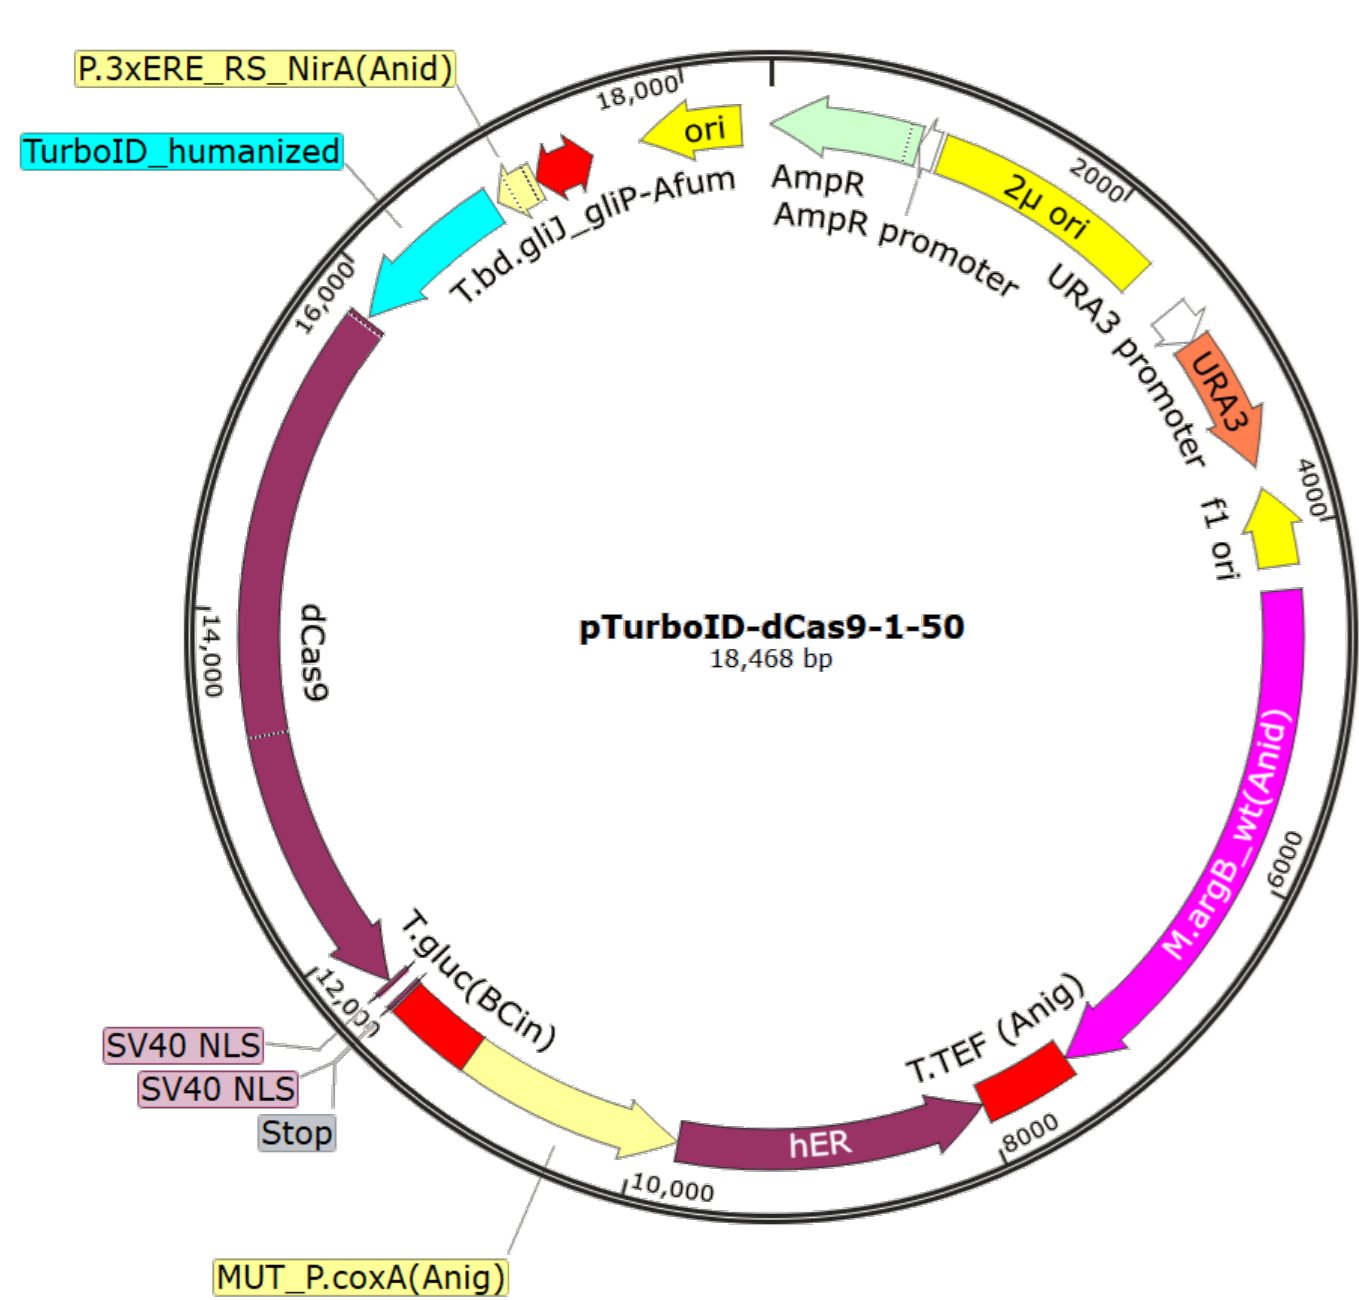 P.3xERE_RS_NirA(Anid)
TurboID_humanized
18,000
ori
AmpR
AmpR promoter
2μ ori
2000
URA3 promoter
URA3
4000
f1 ori
T.bd.gliJ_gliP-Afum
16,000
dCas9
14,000
pTurboID-dCas9-1-50
18,468 bp
M.argB_wt(Anid)
6000
T.gluc(BCin)
12,000
T.TEF (Anig)
SV40 NLS
SV40 NLS
Stop
hER
8000
10,000
MUT_P.coxA(Anig)